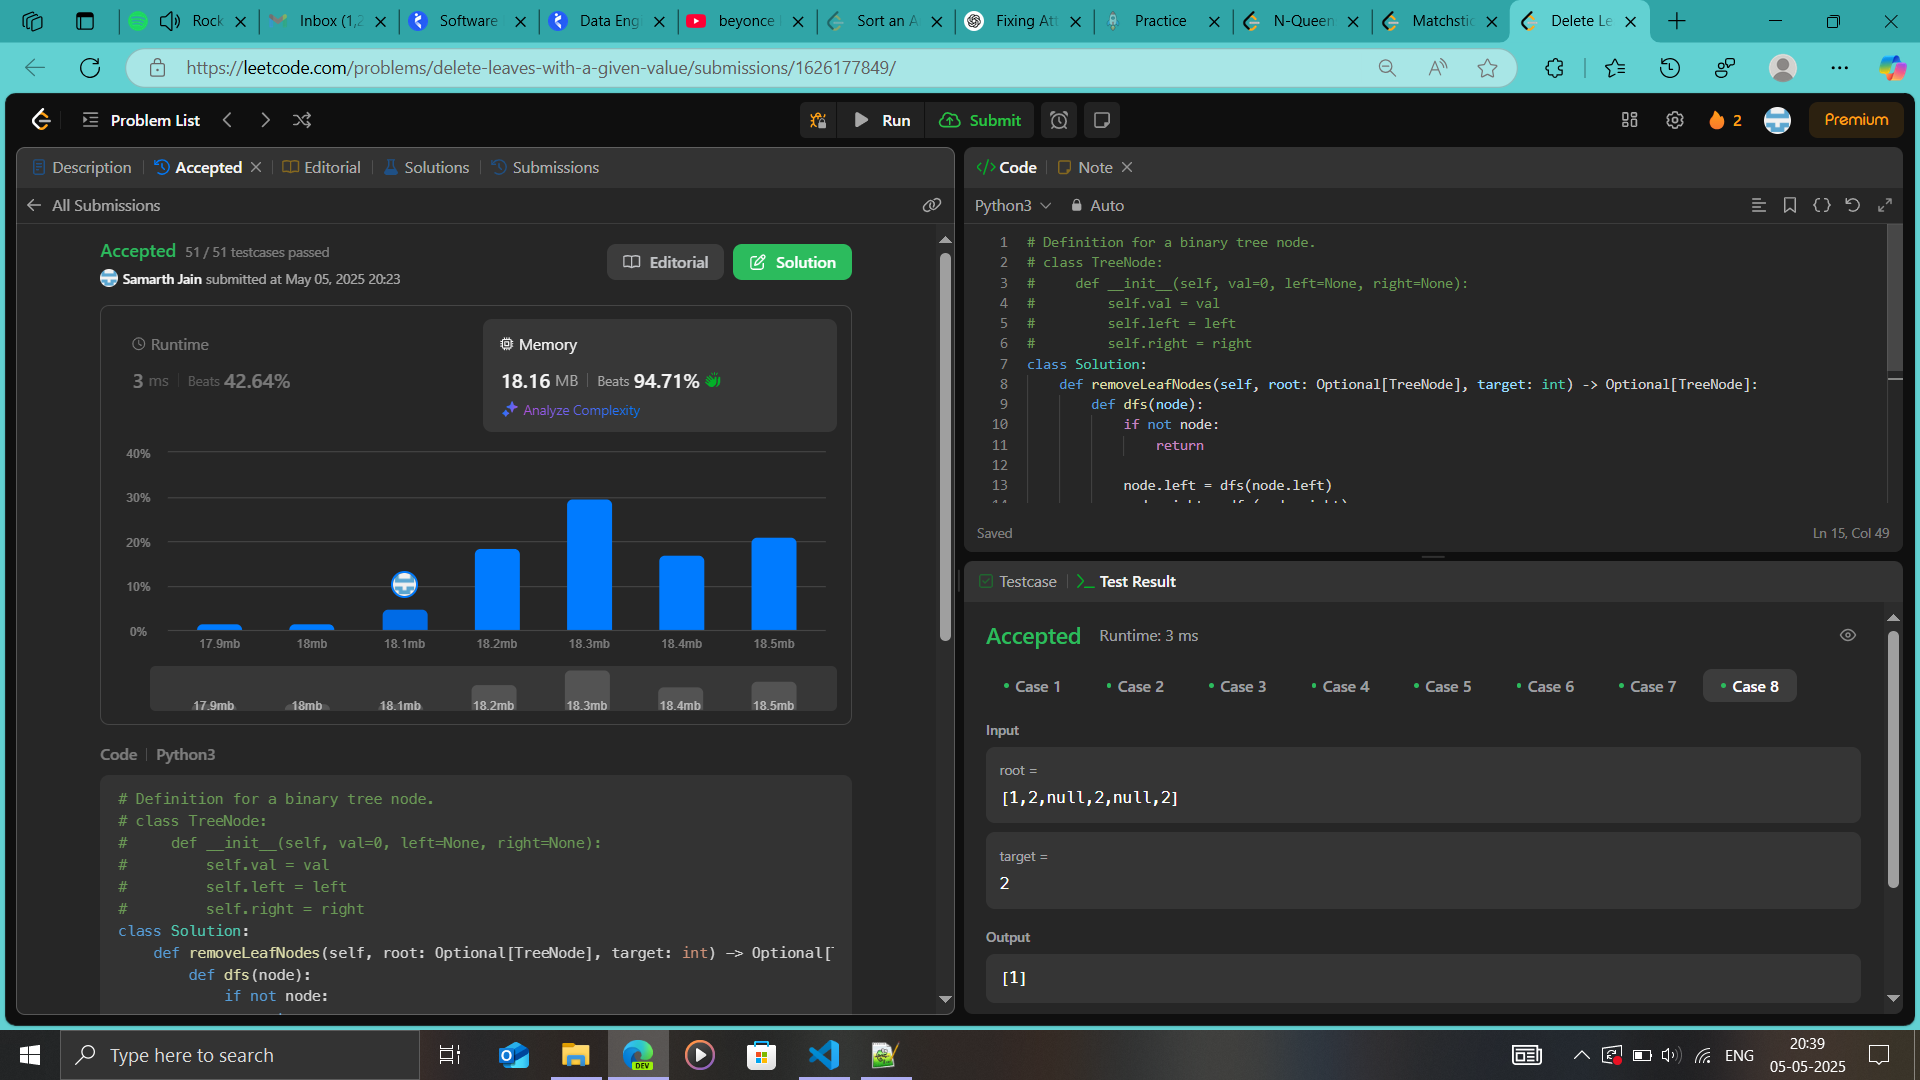 Rock
Inbox (1,2
Software
Data Eng
beyonce
Sort an A
Fixing Att
Practice
N-Queen
Matchstic
Delete Le
https://leetcode.com/problems/delete-leaves-with-a-given-value/submissions/1626177849/
Problem List
Run
Submit
2
Premium
Description
Accepted
Editorial
Solutions
Submissions
All Submissions
Accepted 51 / 51 testcases passed
Samarth Jain submitted at May 05, 2025 20:23
Editorial
Solution
Runtime
3 ms Beats 42.64%
Memory
18.16 MB Beats 94.71%
Analyze Complexity
40%
30%
20%
10%
0%
17.9mb 18mb 18.1mb 18.2mb 18.3mb 18.4mb 18.5mb
17.9mb 18mb 18.1mb 18.2mb 18.3mb 18.4mb 18.5mb
Code Python3
# Definition for a binary tree node.
# class TreeNode:
#     def __init__(self, val=0, left=None, right=None):
#         self.val = val
#         self.left = left
#         self.right = right
class Solution:
    def removeLeafNodes(self, root: Optional[TreeNode], target: int) -> Optional[
        def dfs(node):
            if not node:
</> Code
Note
Python3
Auto
1 # Definition for a binary tree node.
2 # class TreeNode:
3 #     def __init__(self, val=0, left=None, right=None):
4 #         self.val = val
5 #         self.left = left
6 #         self.right = right
7 class Solution:
8     def removeLeafNodes(self, root: Optional[TreeNode], target: int) -> Optional[TreeNode]:
9         def dfs(node):
10             if not node:
11                 return
12
13             node.left = dfs(node.left)
Saved
Ln 15, Col 49
Testcase
Test Result
Accepted Runtime: 3 ms
Case 1 Case 2 Case 3 Case 4 Case 5 Case 6 Case 7 Case 8
Input
root =
[1,2,null,2,null,2]
target =
2
Output
[1]
Type here to search
DEV
ENG
20:39
05-05-2025